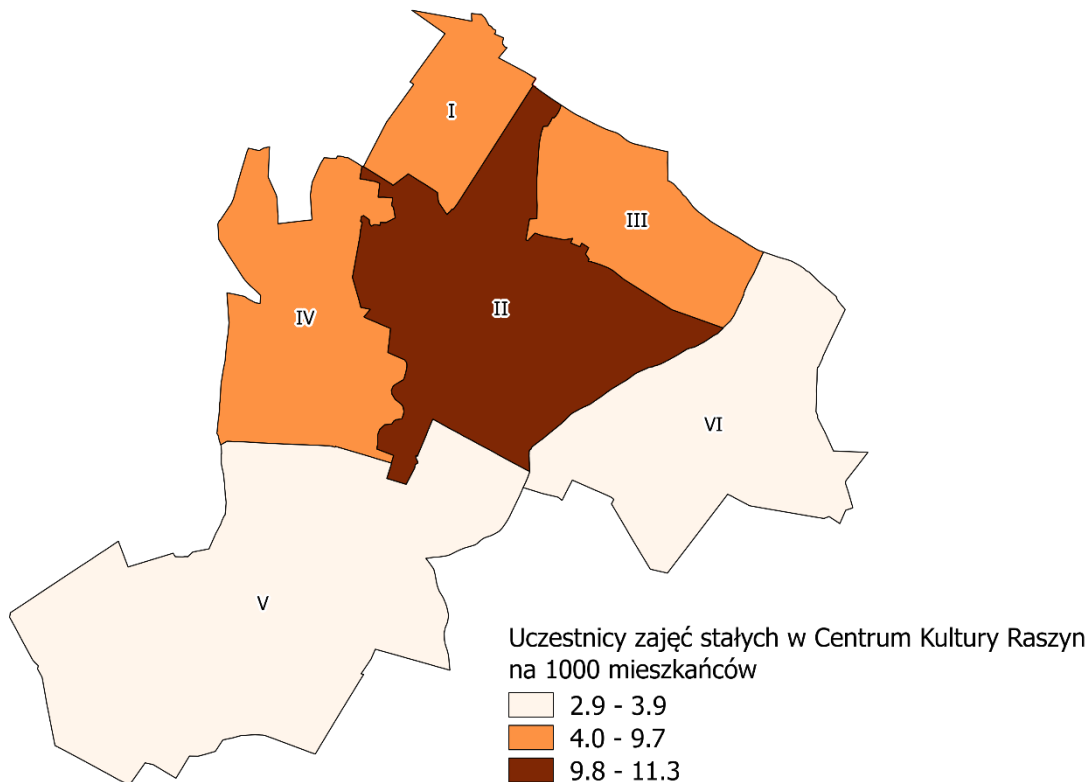 I
III
II
IV
VI
V
Uczestnicy zajęć stałych w Centrum Kultury Raszyn
na 1000 mieszkańców
2.9 - 3.9
4.0 - 9.7
9.8 - 11.3